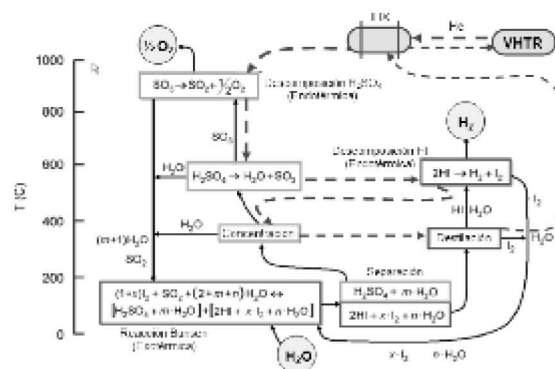 ½O₂
IHX
He
VHTR
1000
800
600
400
200
0
T (C)
SO₃→SO₂+½O₂
Descomposición H₂SO₄
(Endotérmica)
SO₃
H₂
Descomposición HI
(Endotérmica)
H₂O
H₂SO₄→H₂O+SO₃
2HI → H₂ + I₂
I₂
H₂O
HI H₂O
(m+1)H₂O
SO₂
Concentración
Destilación
I₂
H₂O
Separación
(1+x)I₂+SO₂+(2+m+n)H₂O↔
[H₂SO₄+m·H₂O]+[2HI+x·I₂+n·H₂O]
H₂SO₄+m·H₂O
2HI+x·I₂+n·H₂O
Reacción Bunsen
(Exotérmica)
H₂O
x·I₂ n·H₂O